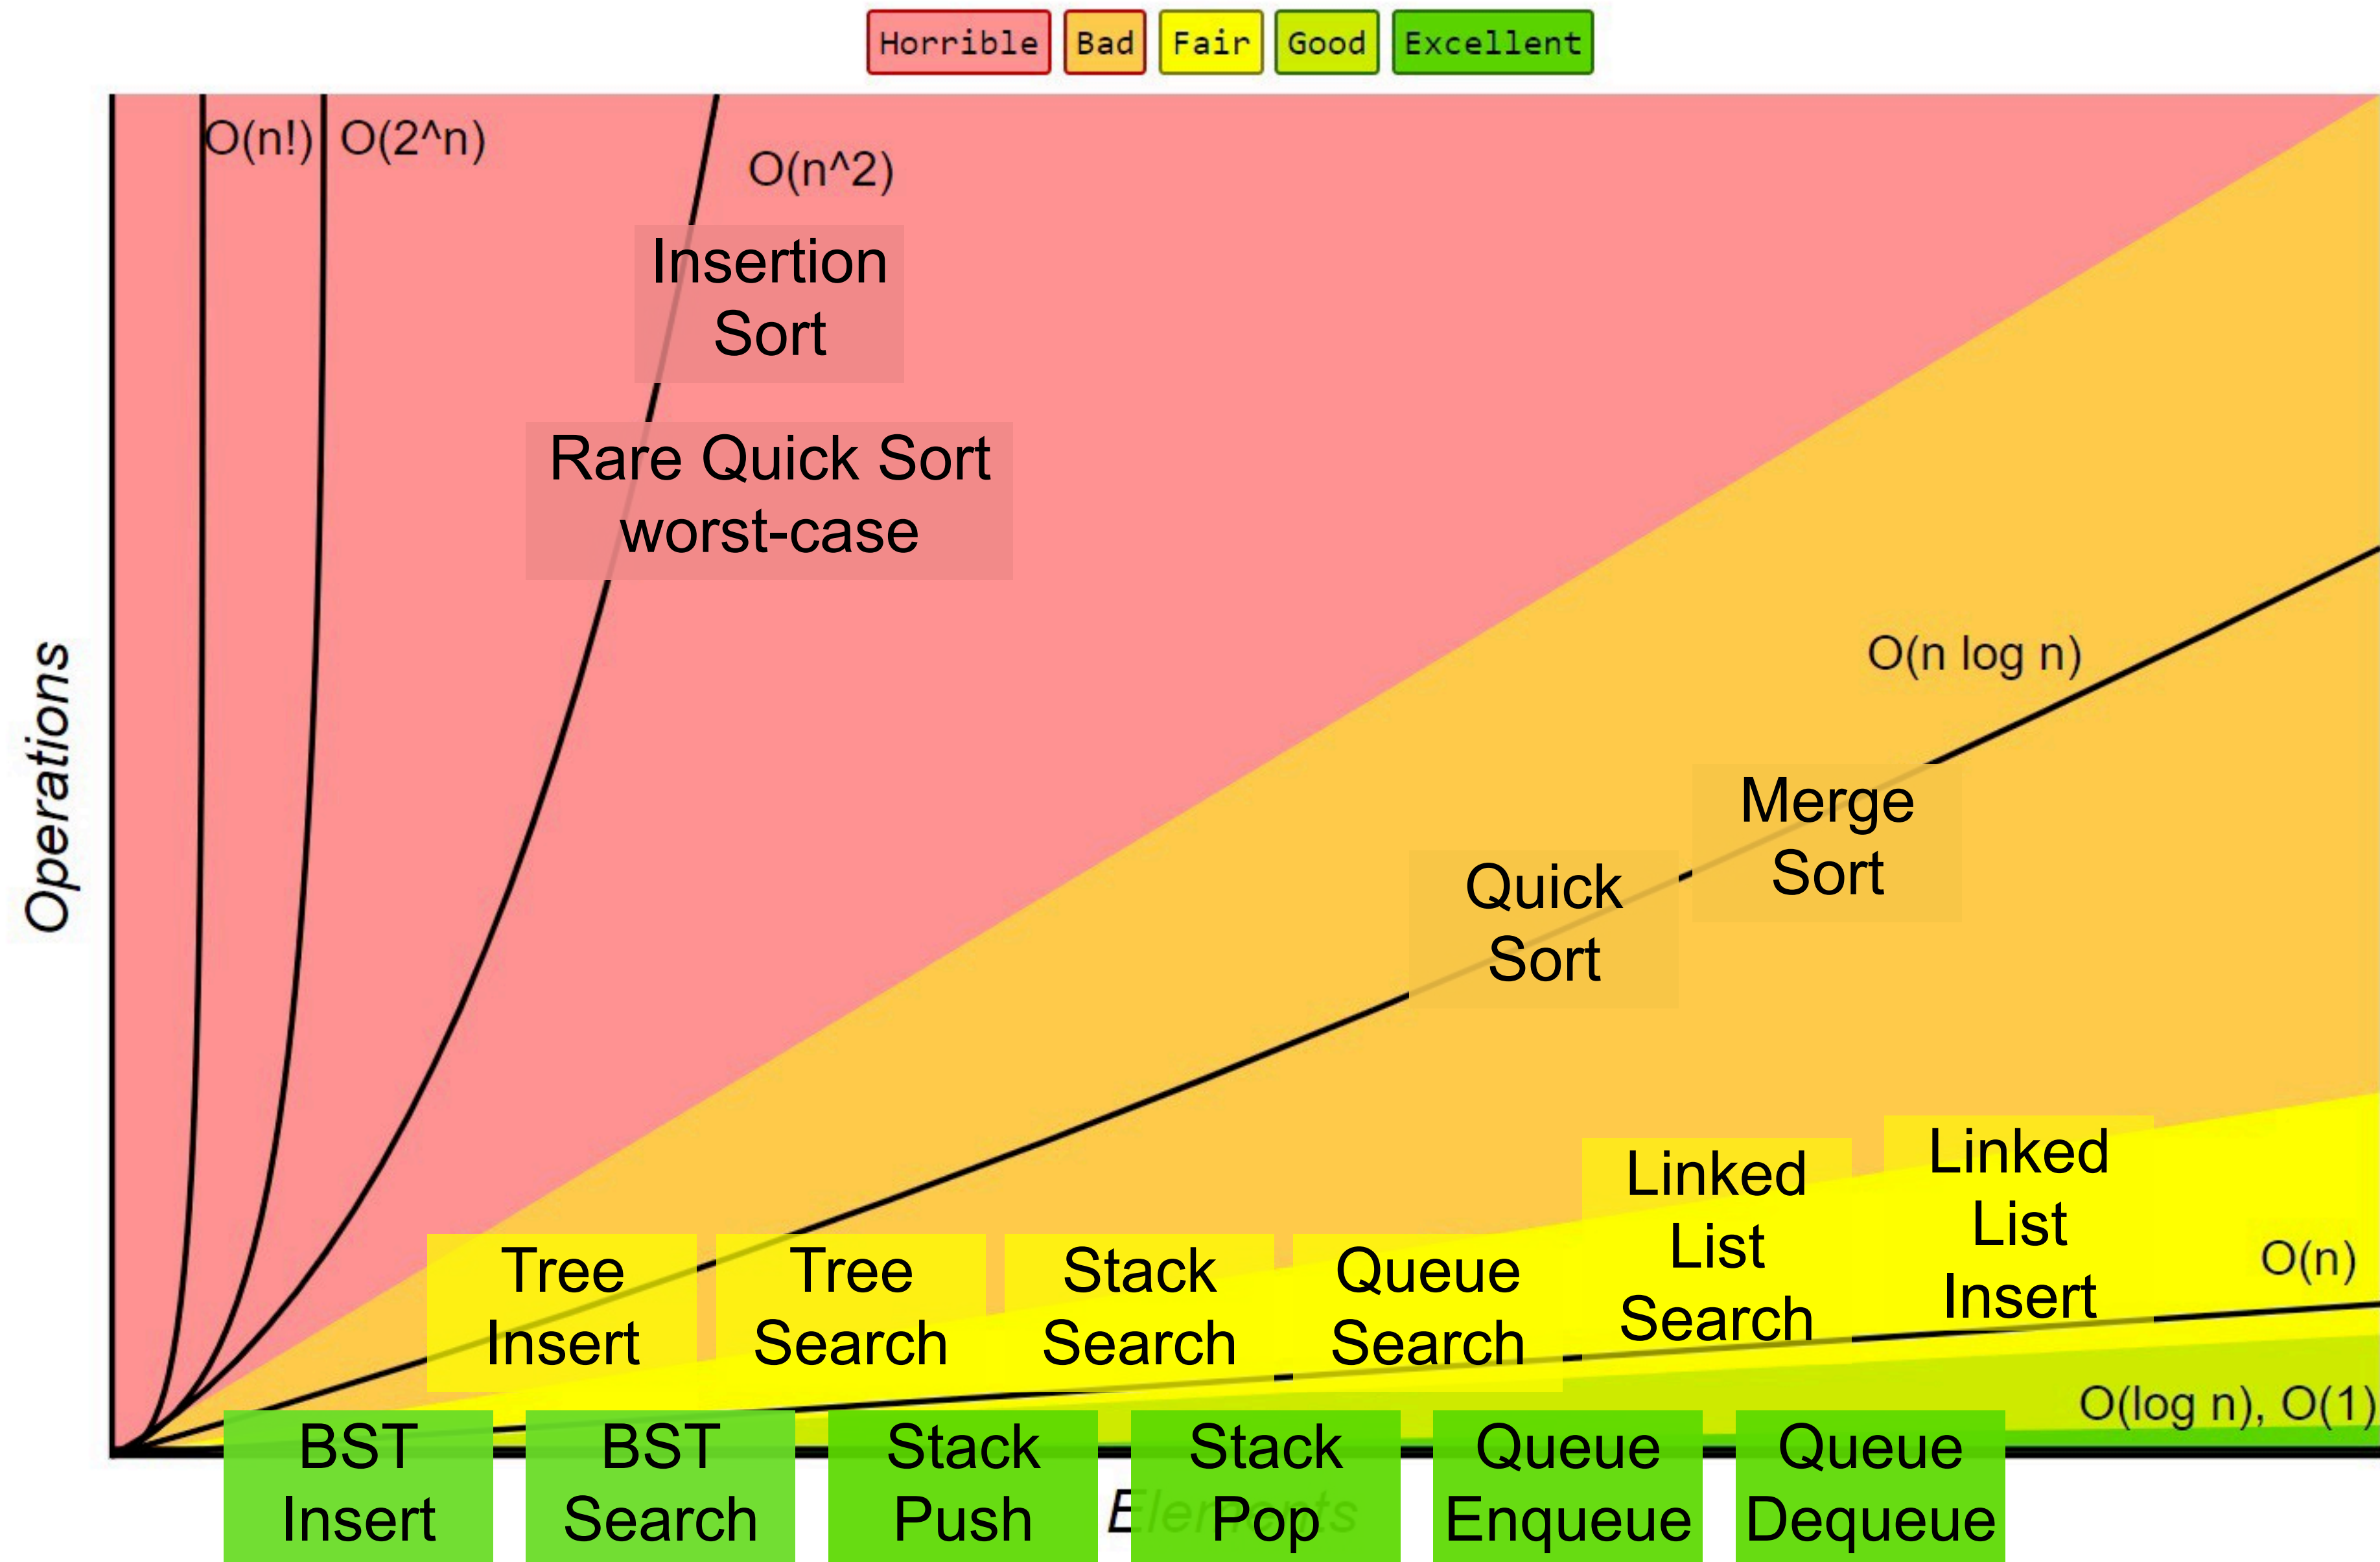 Horrible Bad Fair Good Excellent
O(n!) O(2^n)
O(n^2)
Insertion
Sort
Rare Quick Sort
worst-case
Operations
O(n log n)
Merge
Sort
Quick
Sort
Linked
List
Insert
Linked
List
Search
O(n)
Tree
Insert
Tree
Search
Stack
Search
Queue
Search
O(log n), O(1)
BST
Insert
BST
Search
Stack
Push
Stack
Pop
Queue
Enqueue
Queue
Dequeue
Elements